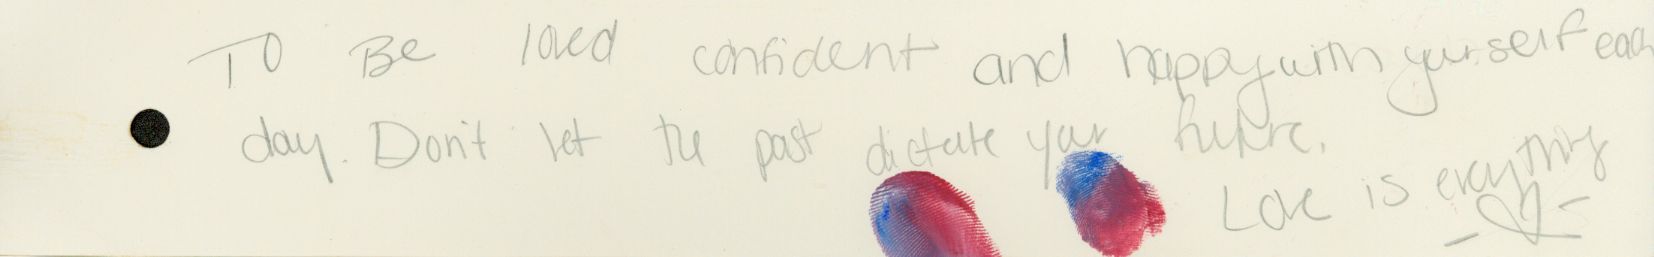 To Be loved confident and happy with yourself each
day. Don't let the past dictate your future.
Love is everything